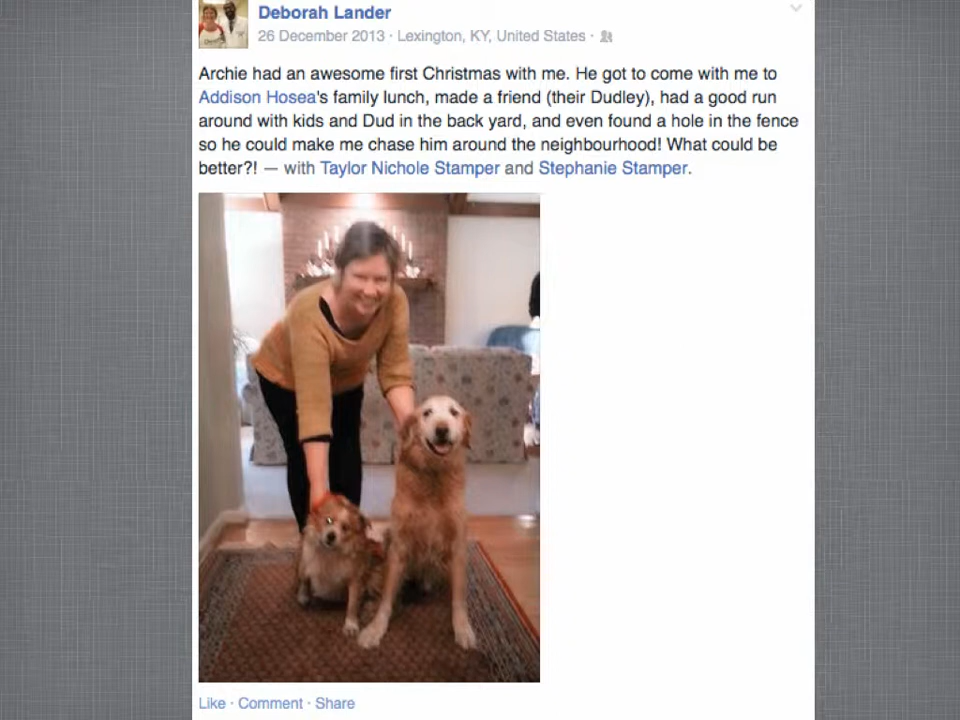 Deborah Lander
26 December 2013 · Lexington, KY, United States ·
Archie had an awesome first Christmas with me. He got to come with me to
Addison Hosea's family lunch, made a friend (their Dudley), had a good run
around with kids and Dud in the back yard, and even found a hole in the fence
so he could make me chase him around the neighbourhood! What could be
better?! — with Taylor Nichole Stamper and Stephanie Stamper.
Like · Comment · Share